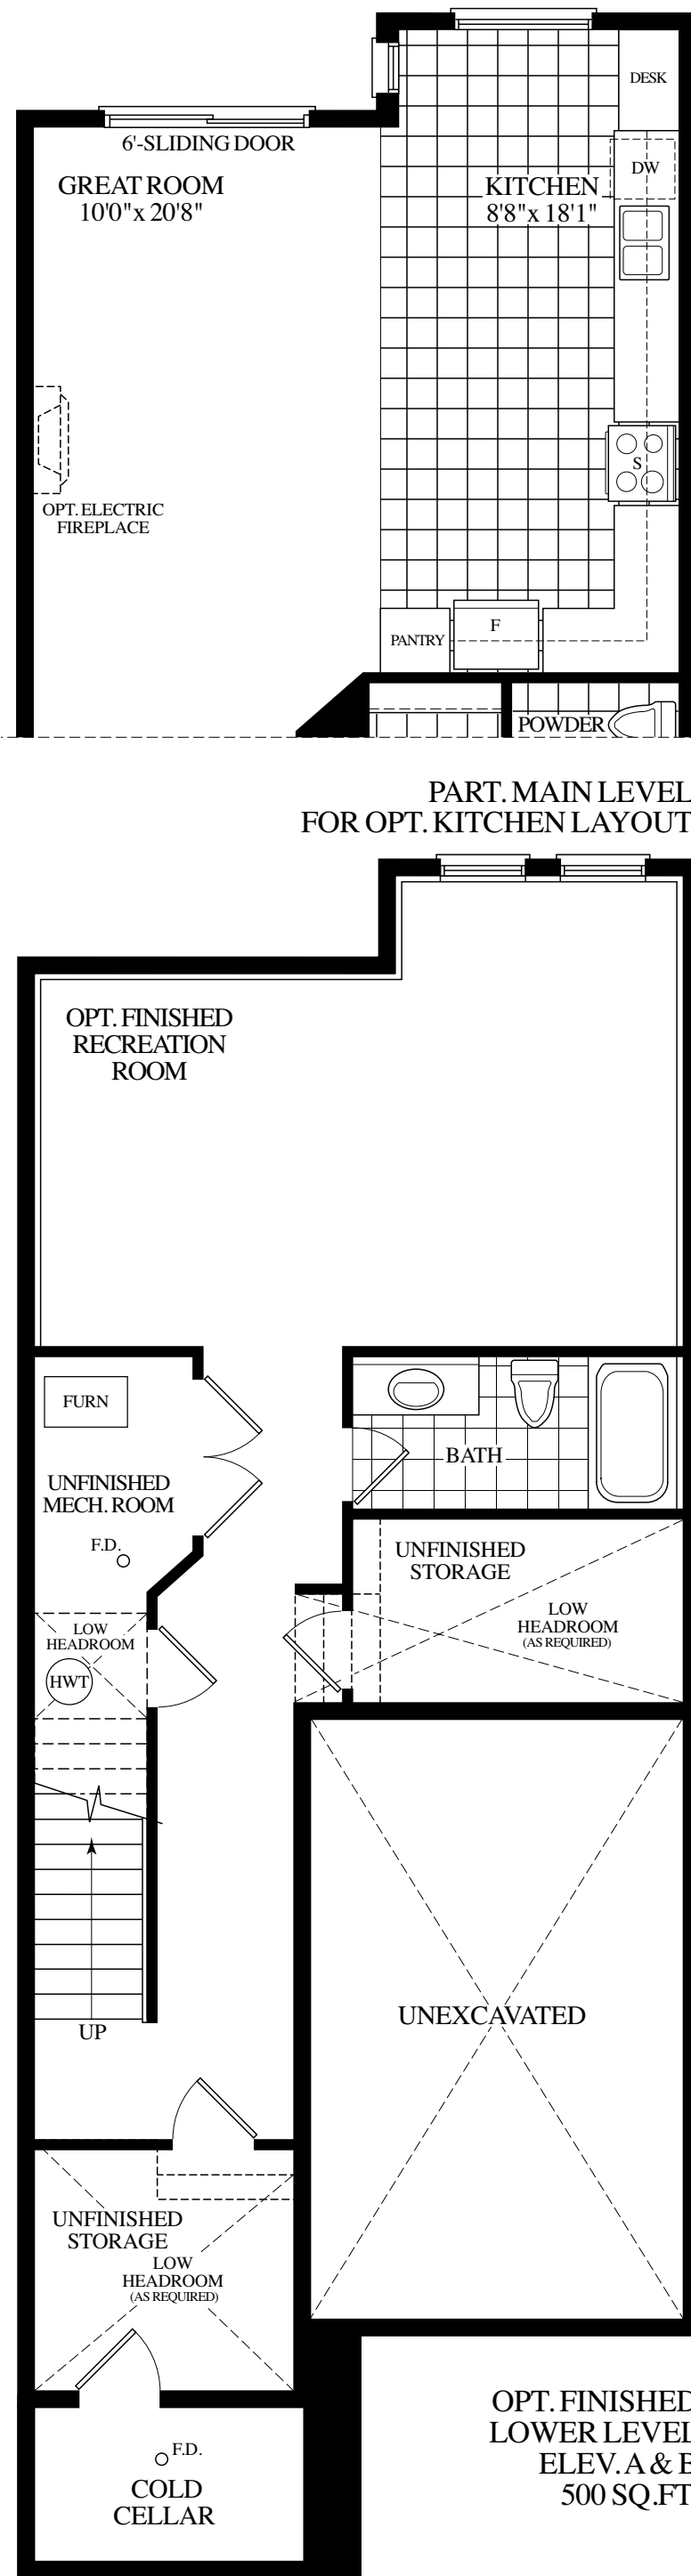 DESK
6'-SLIDING DOOR
DW
GREAT ROOM
10'0"x 20'8"
KITCHEN
8'8"x 18'1"
S
OPT. ELECTRIC
FIREPLACE
F
PANTRY
POWDER
PART. MAIN LEVEL
FOR OPT. KITCHEN LAYOUT
OPT. FINISHED
RECREATION
ROOM
FURN
BATH
UNFINISHED
MECH. ROOM
F.D.
UNFINISHED
STORAGE
LOW
HEADROOM
(AS REQUIRED)
LOW
HEADROOM
HWT
UNEXCAVATED
UP
UNFINISHED
STORAGE
LOW
HEADROOM
(AS REQUIRED)
OPT. FINISHED
LOWER LEVEL
ELEV. A & B
500 SQ.FT
F.D.
COLD
CELLAR